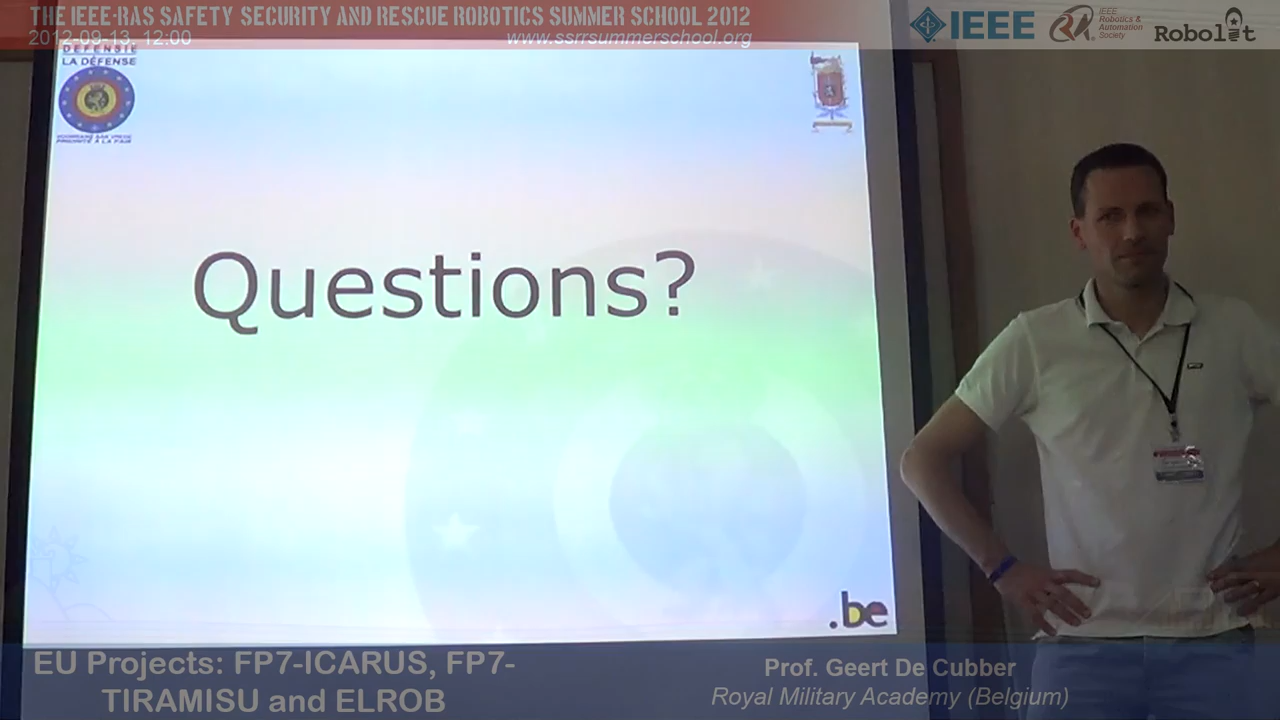 THE IEEE-RAS SAFETY SECURITY AND RESCUE ROBOTICS SUMMER SCHOOL 2012
2012-09-13, 12:00
www.ssrrsummerschool.org
IEEE
IEEE
Robotics &
Automation
Society
Robolit
DEFENSIE
LA DÉFENSE
Questions?
.be
EU Projects: FP7-ICARUS, FP7-
TIRAMISU and ELROB
Prof. Geert De Cubber
Royal Military Academy (Belgium)